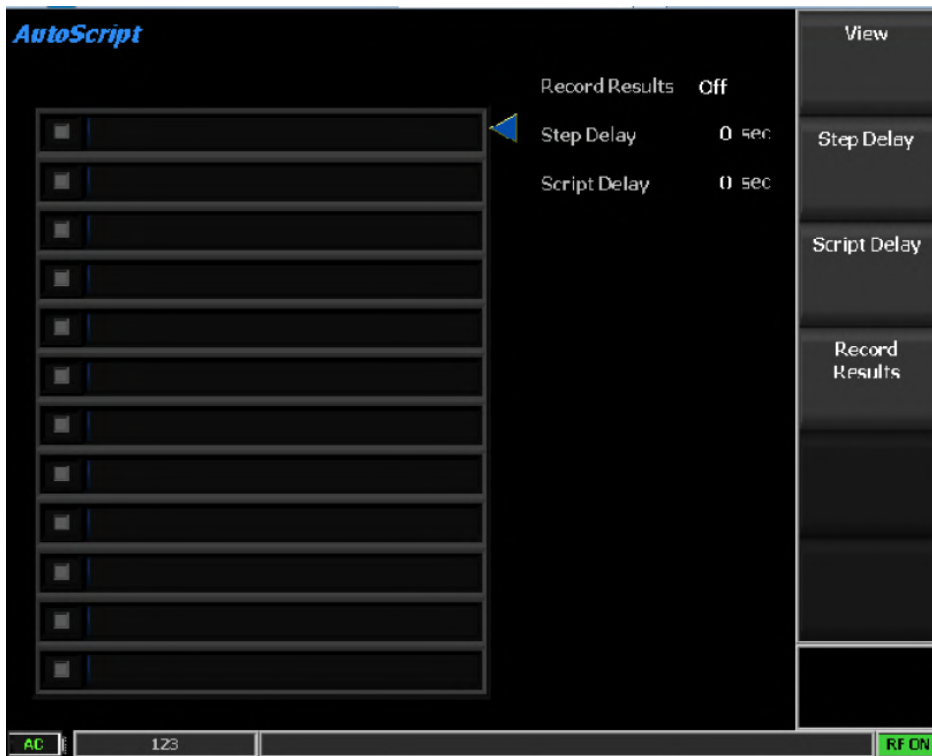 AutoScript
Record Results Off
Step Delay 0 sec
Script Delay 0 sec
View
Step Delay
Script Delay
Record
Results
AC
123
RF ON